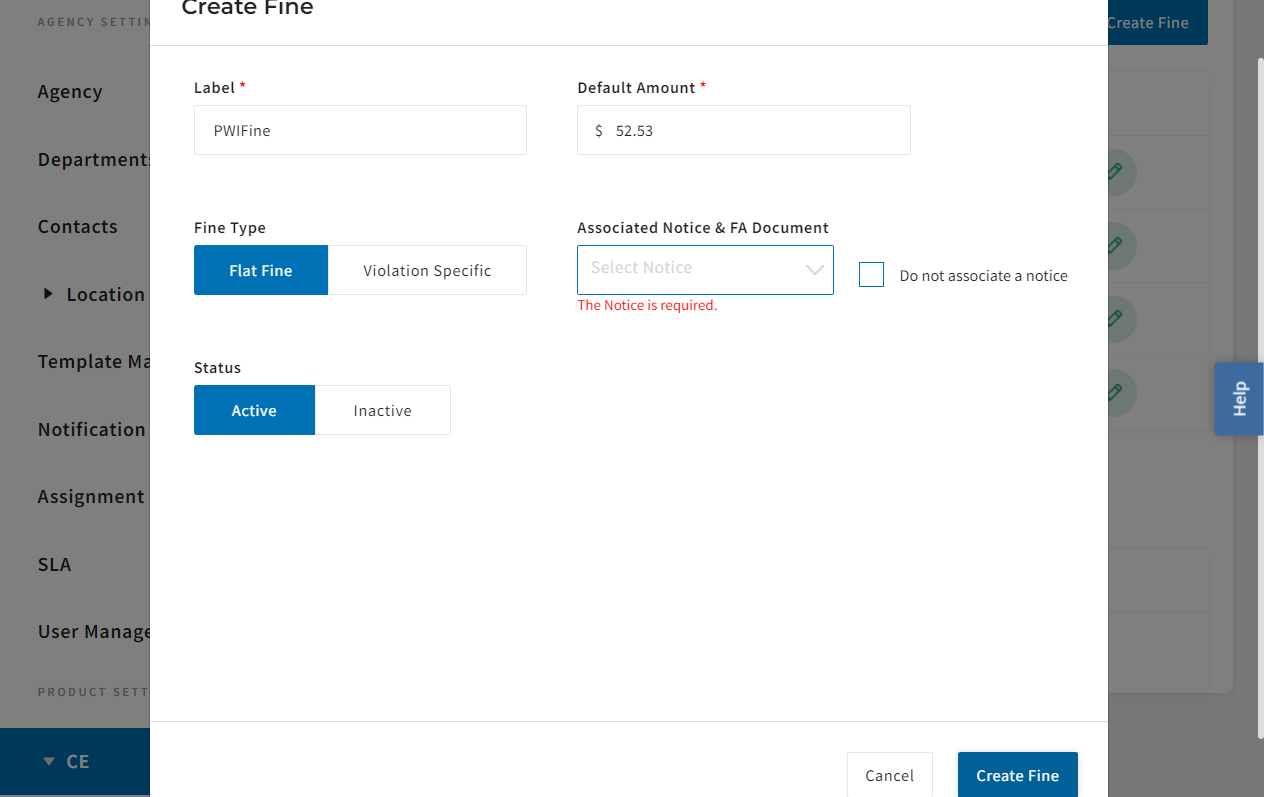 Create Fine
AGENCY SETTIN
Create Fine
Label *
Default Amount *
Agency
PWIFine
$ 52.53
Departments
Contacts
Fine Type
Associated Notice & FA Document
Flat Fine
Violation Specific
Select Notice
Do not associate a notice
Location
The Notice is required.
Template Ma
Status
Active
Inactive
Help
Notification
Assignment
SLA
User Manage
PRODUCT SETT
CE
Cancel
Create Fine